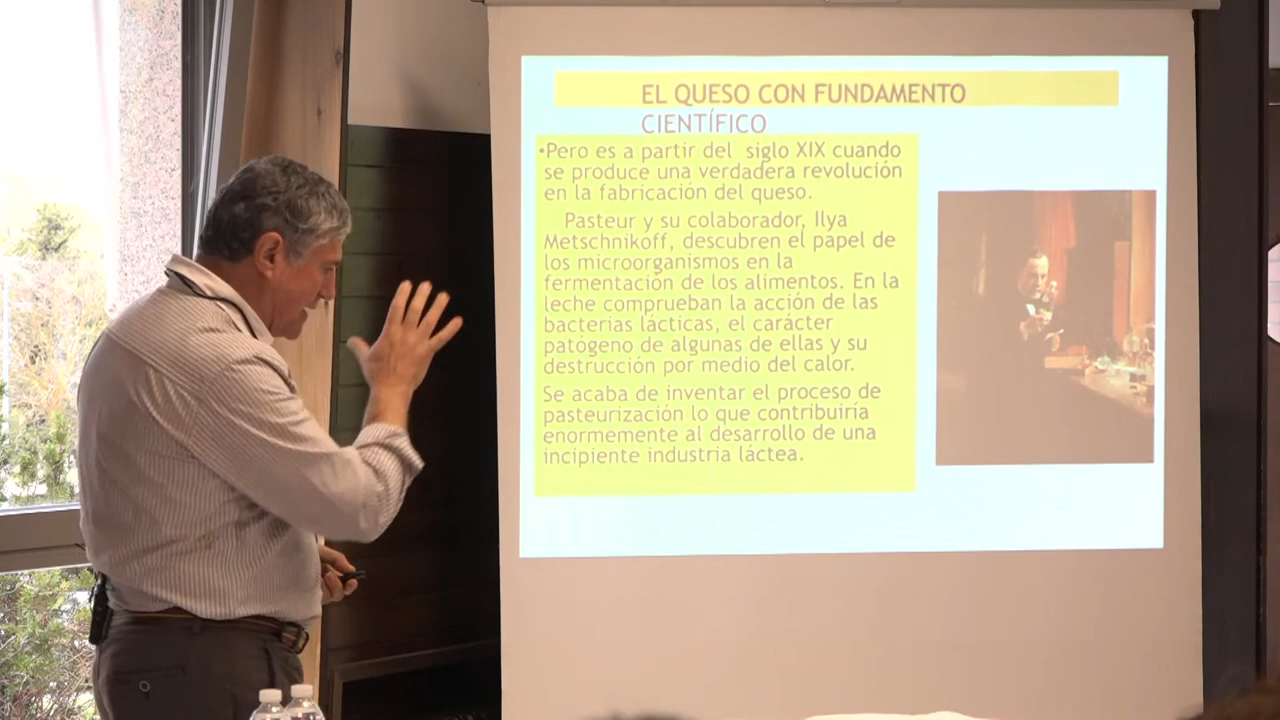 EL QUESO CON FUNDAMENTO
CIENTÍFICO
•Pero es a partir del siglo XIX cuando
se produce una verdadera revolución
en la fabricación del queso.
Pasteur y su colaborador, Ilya
Metschnikoff, descubren el papel de
los microorganismos en la
fermentación de los alimentos. En la
leche comprueban la acción de las
bacterias lácticas, el carácter
patógeno de algunas de ellas y su
destrucción por medio del calor.
Se acaba de inventar el proceso de
pasteurización lo que contribuiría
enormemente al desarrollo de una
incipiente industria láctea.